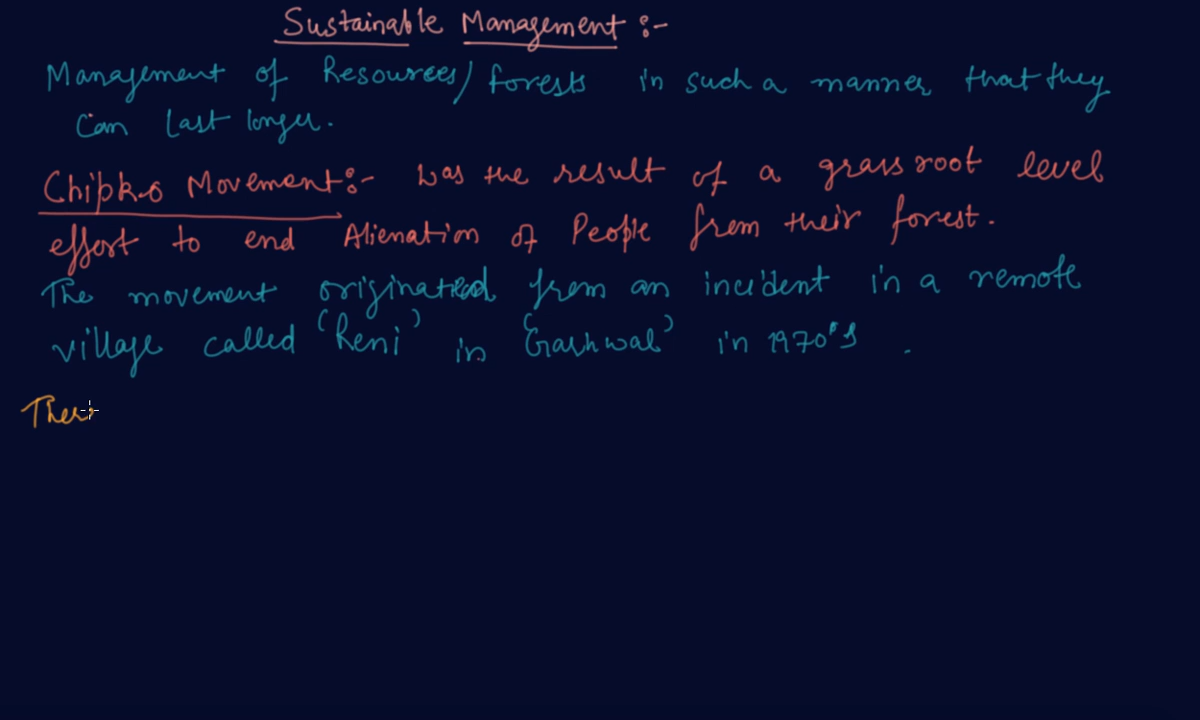 Sustainable Management :-
Management of Resources/forests in such a manner that they
can last longer.
Chipko Movement:- was the result of a grassroot level
effort to end Alienation of People from their forest.
The movement originated from an incident in a remote
village called 'Reni' in 'Garhwal' in 1970's .
Ther